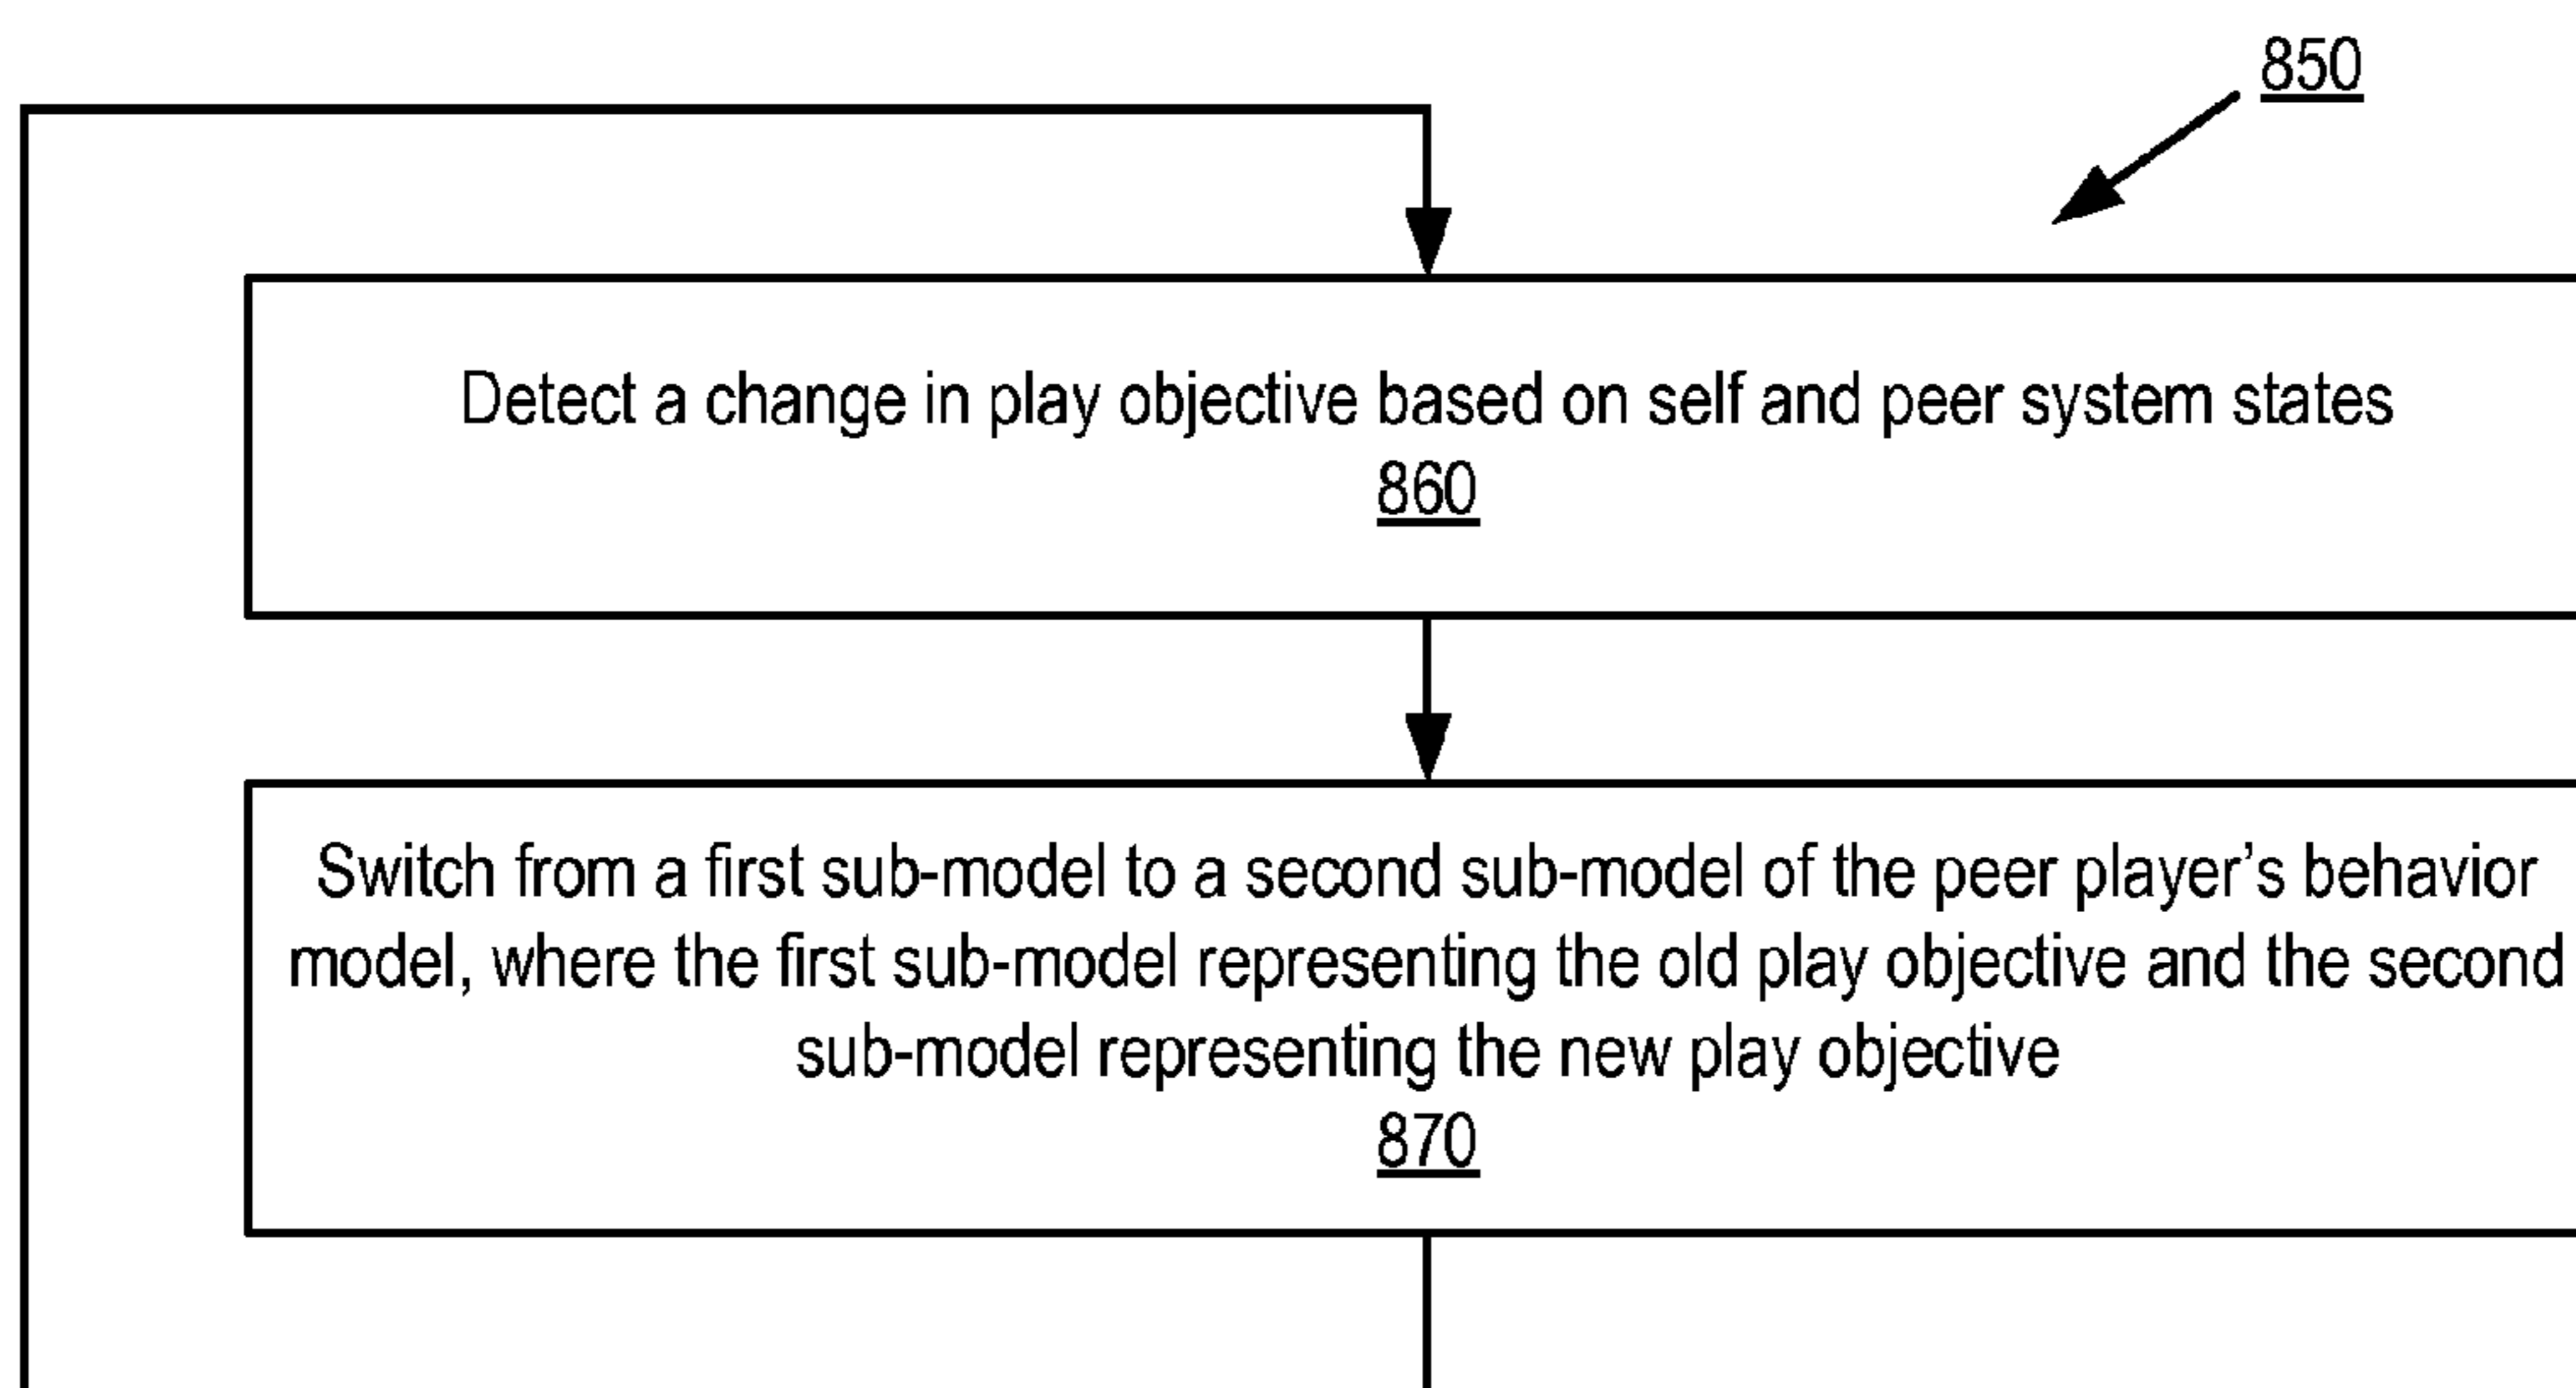 850
Detect a change in play objective based on self and peer system states
860
Switch from a first sub-model to a second sub-model of the peer player’s behavior
model, where the first sub-model representing the old play objective and the second
sub-model representing the new play objective
870